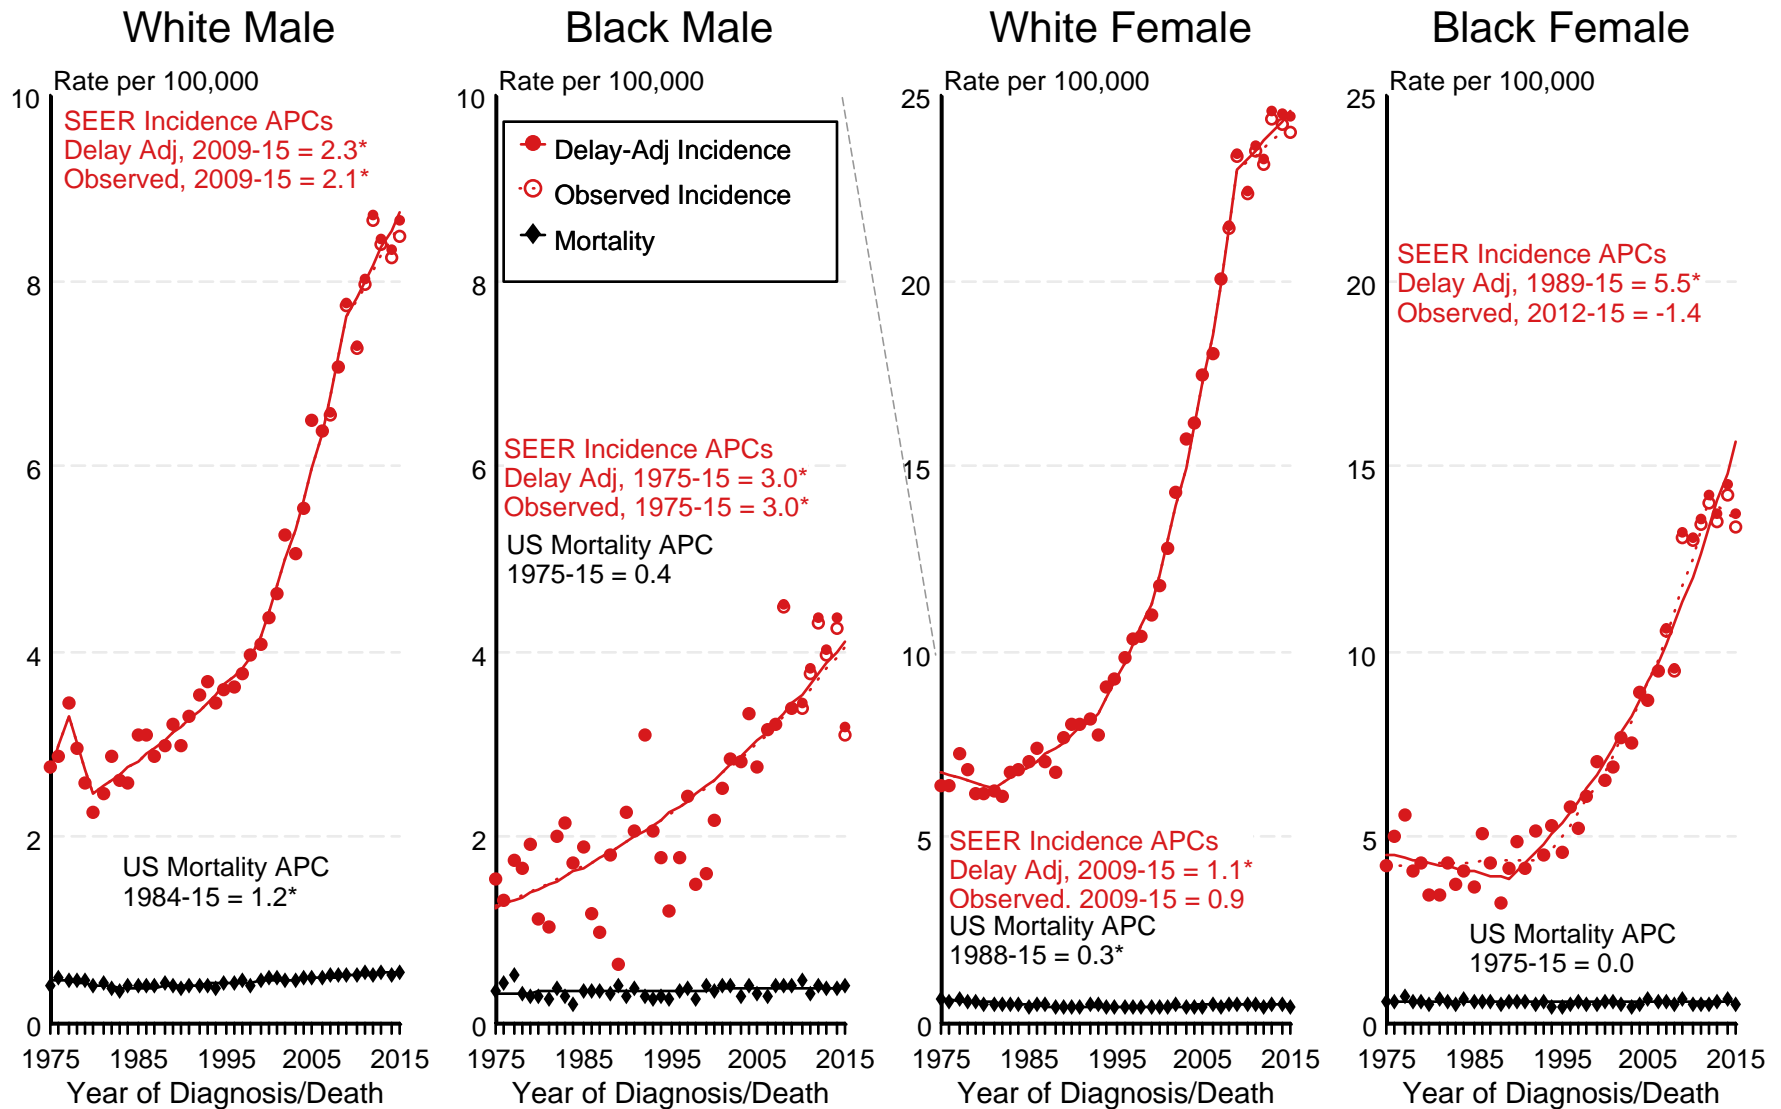 White Male
Rate per 100,000
10
8
6
4
2
0
SEER Incidence APCs
Delay Adj, 2009-15 = 2.3*
Observed, 2009-15 = 2.1*
US Mortality APC
1984-15 = 1.2*
1975 1985 1995 2005 2015
Year of Diagnosis/Death
Black Male
Rate per 100,000
10
8
6
4
2
0
Delay-Adj Incidence
Observed Incidence
Mortality
SEER Incidence APCs
Delay Adj, 1975-15 = 3.0*
Observed, 1975-15 = 3.0*
US Mortality APC
1975-15 = 0.4
1975 1985 1995 2005 2015
Year of Diagnosis/Death
White Female
Rate per 100,000
25
20
15
10
5
0
SEER Incidence APCs
Delay Adj, 2009-15 = 1.1*
Observed. 2009-15 = 0.9
US Mortality APC
1988-15 = 0.3*
1975 1985 1995 2005 2015
Year of Diagnosis/Death
Black Female
Rate per 100,000
25
20
15
10
5
0
SEER Incidence APCs
Delay Adj, 1989-15 = 5.5*
Observed, 2012-15 = -1.4
US Mortality APC
1975-15 = 0.0
1975 1985 1995 2005 2015
Year of Diagnosis/Death